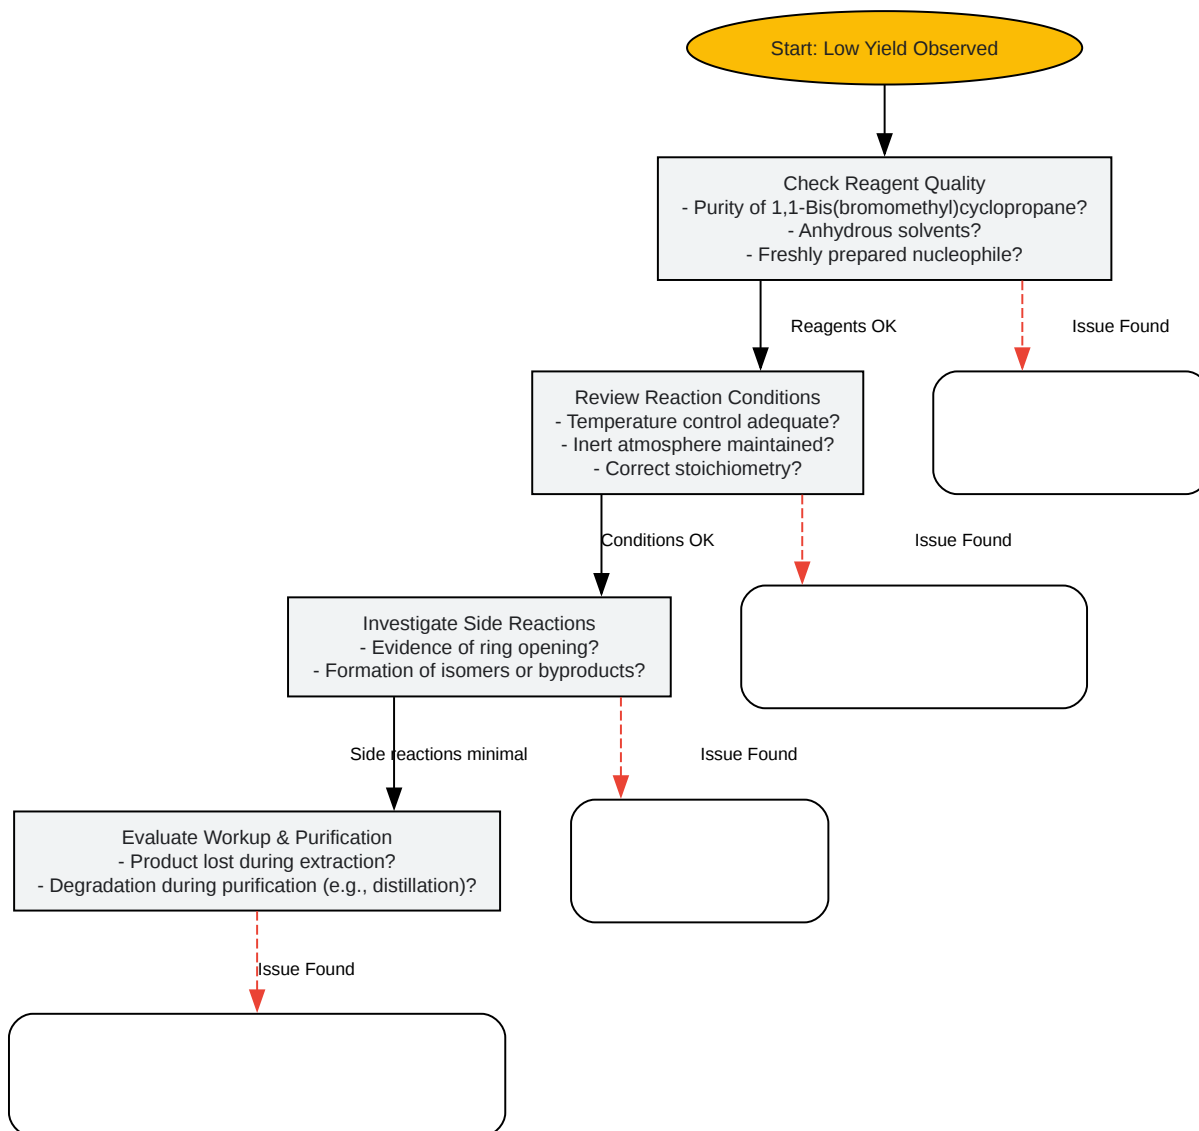 Start: Low Yield Observed
Check Reagent Quality
- Purity of 1,1-Bis(bromomethyl)cyclopropane?
- Anhydrous solvents?
- Freshly prepared nucleophile?
Reagents OK
Issue Found
Review Reaction Conditions
- Temperature control adequate?
- Inert atmosphere maintained?
- Correct stoichiometry?
Conditions OK
Issue Found
Investigate Side Reactions
- Evidence of ring opening?
- Formation of isomers or byproducts?
Side reactions minimal
Issue Found
Evaluate Workup & Purification
- Product lost during extraction?
- Degradation during purification (e.g., distillation)?
Issue Found